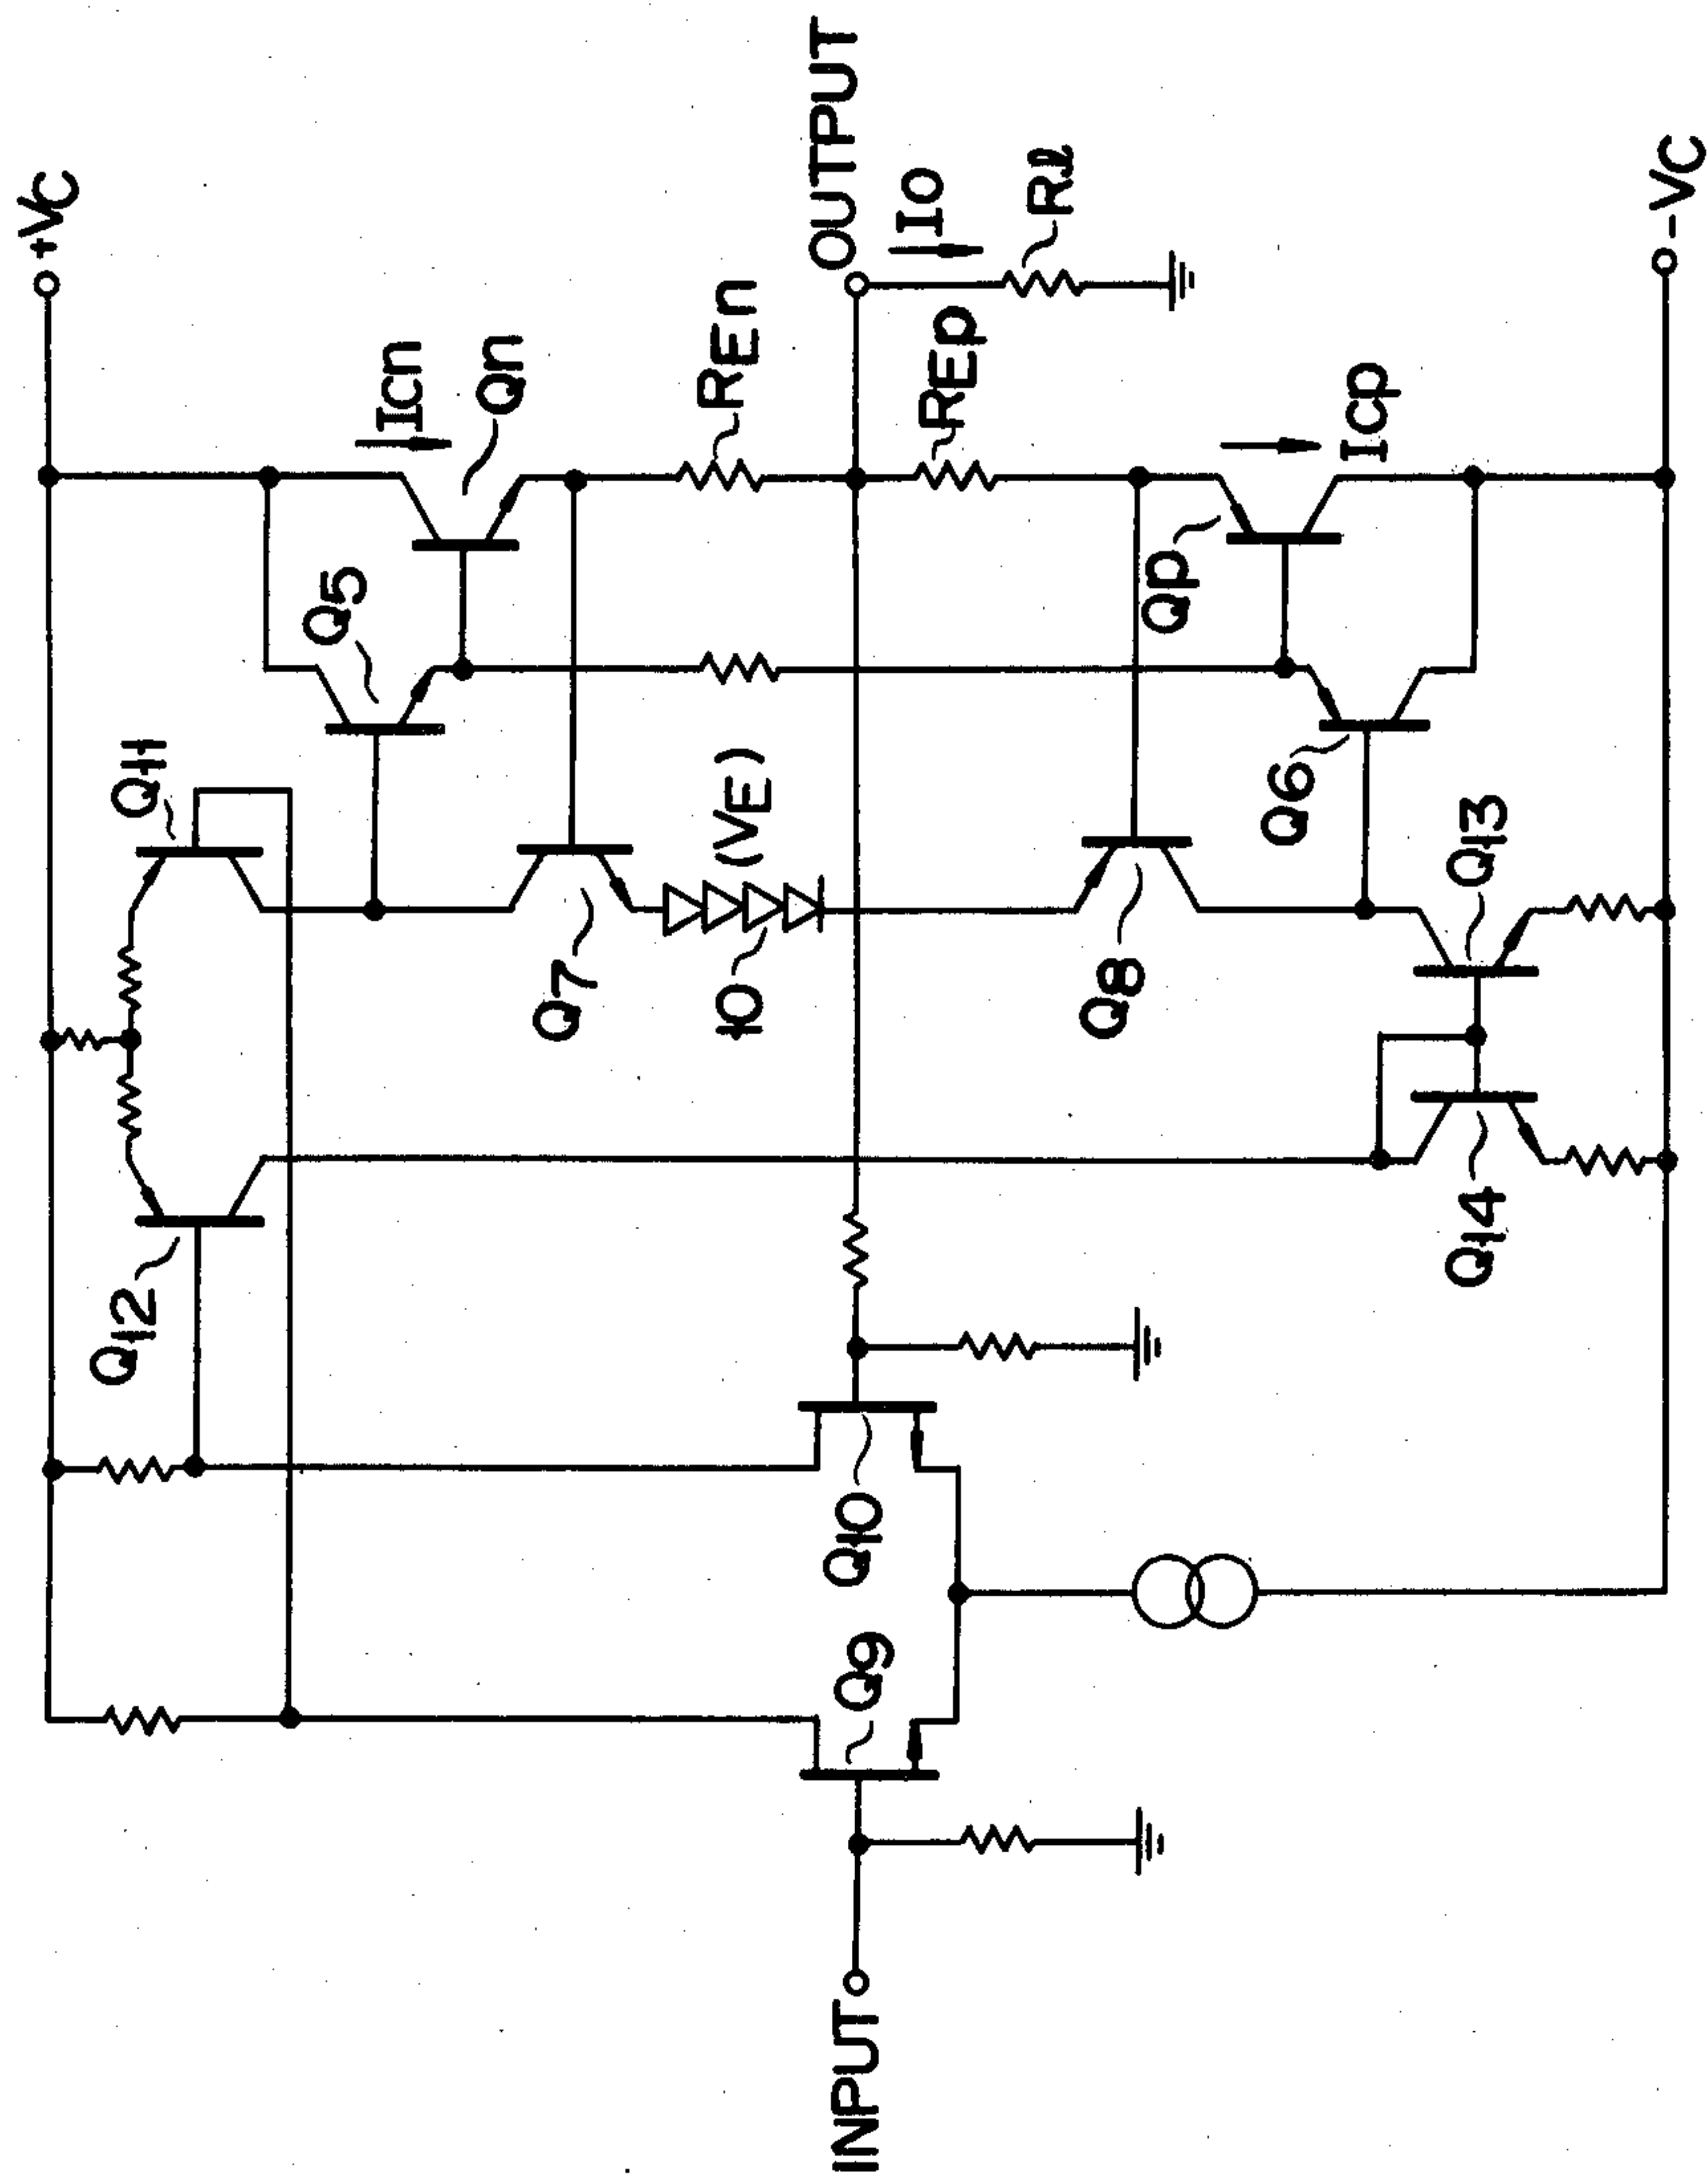 +VC
Icn
Qn
Q5
Q11
REn
OUTPUT
IO
Rℓ
REp
Q12
Q7
10
(VE)
Qp
Icp
Q8
Q6
Q13
-VC
Q14
Q10
Q9
INPUT